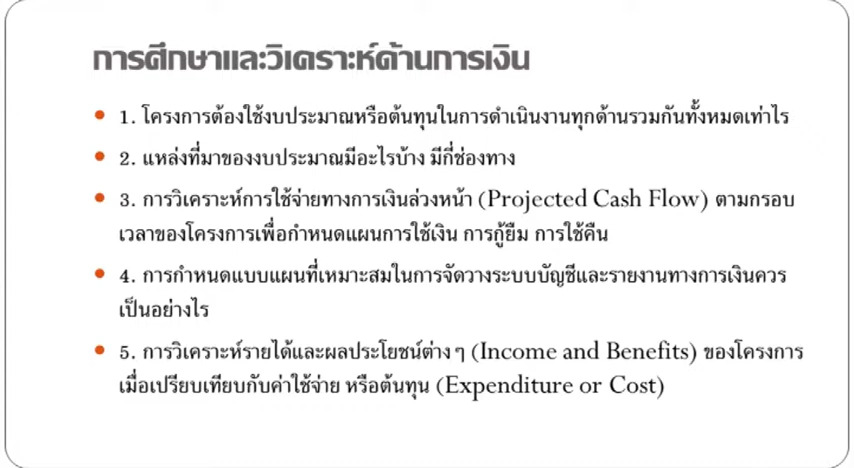 การศึกษาและวิเคราะห์ด้านการเงิน
• 1. โครงการต้องใช้งบประมาณหรือต้นทุนในการดำเนินงานทุกด้านรวมกันทั้งหมดเท่าไร
• 2. แหล่งที่มาของงบประมาณมีอะไรบ้าง มีกี่ช่องทาง
• 3. การวิเคราะห์การใช้จ่ายทางการเงินล่วงหน้า (Projected Cash Flow) ตามกรอบ
เวลาของโครงการเพื่อกำหนดแผนการใช้เงิน การกู้ยืม การใช้คืน
• 4. การกำหนดแบบแผนที่เหมาะสมในการจัดวางระบบบัญชีและรายงานทางการเงินควร
เป็นอย่างไร
• 5. การวิเคราะห์รายได้และผลประโยชน์ต่าง ๆ (Income and Benefits) ของโครงการ
เมื่อเปรียบเทียบกับค่าใช้จ่าย หรือต้นทุน (Expenditure or Cost)